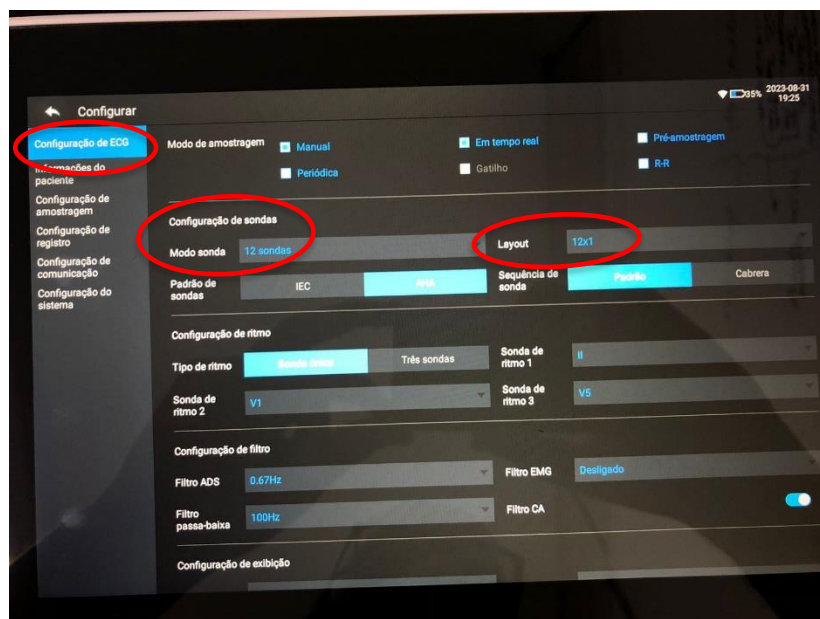 35% 2023-08-31
19:25
Configurar
Configuração de ECG
Informações do
paciente
Configuração de
amostragem
Configuração de
registro
Configuração de
comunicação
Configuração do
sistema
Modo de amostragem Manual Em tempo real Pré-amostragem
Periódica Gatilho R-R
Configuração de sondas
Modo sonda 12 sondas Layout 12x1
Padrão de
sondas IEC AHA Sequência de
sonda Padrão Cabrera
Configuração de ritmo
Tipo de ritmo Sonda única Três sondas Sonda de
ritmo 1 II
Sonda de
ritmo 2 V1 Sonda de
ritmo 3 V5
Configuração de filtro
Filtro ADS 0.67Hz Filtro EMG Desligado
Filtro
passa-baixa 100Hz Filtro CA
Configuração de exibição